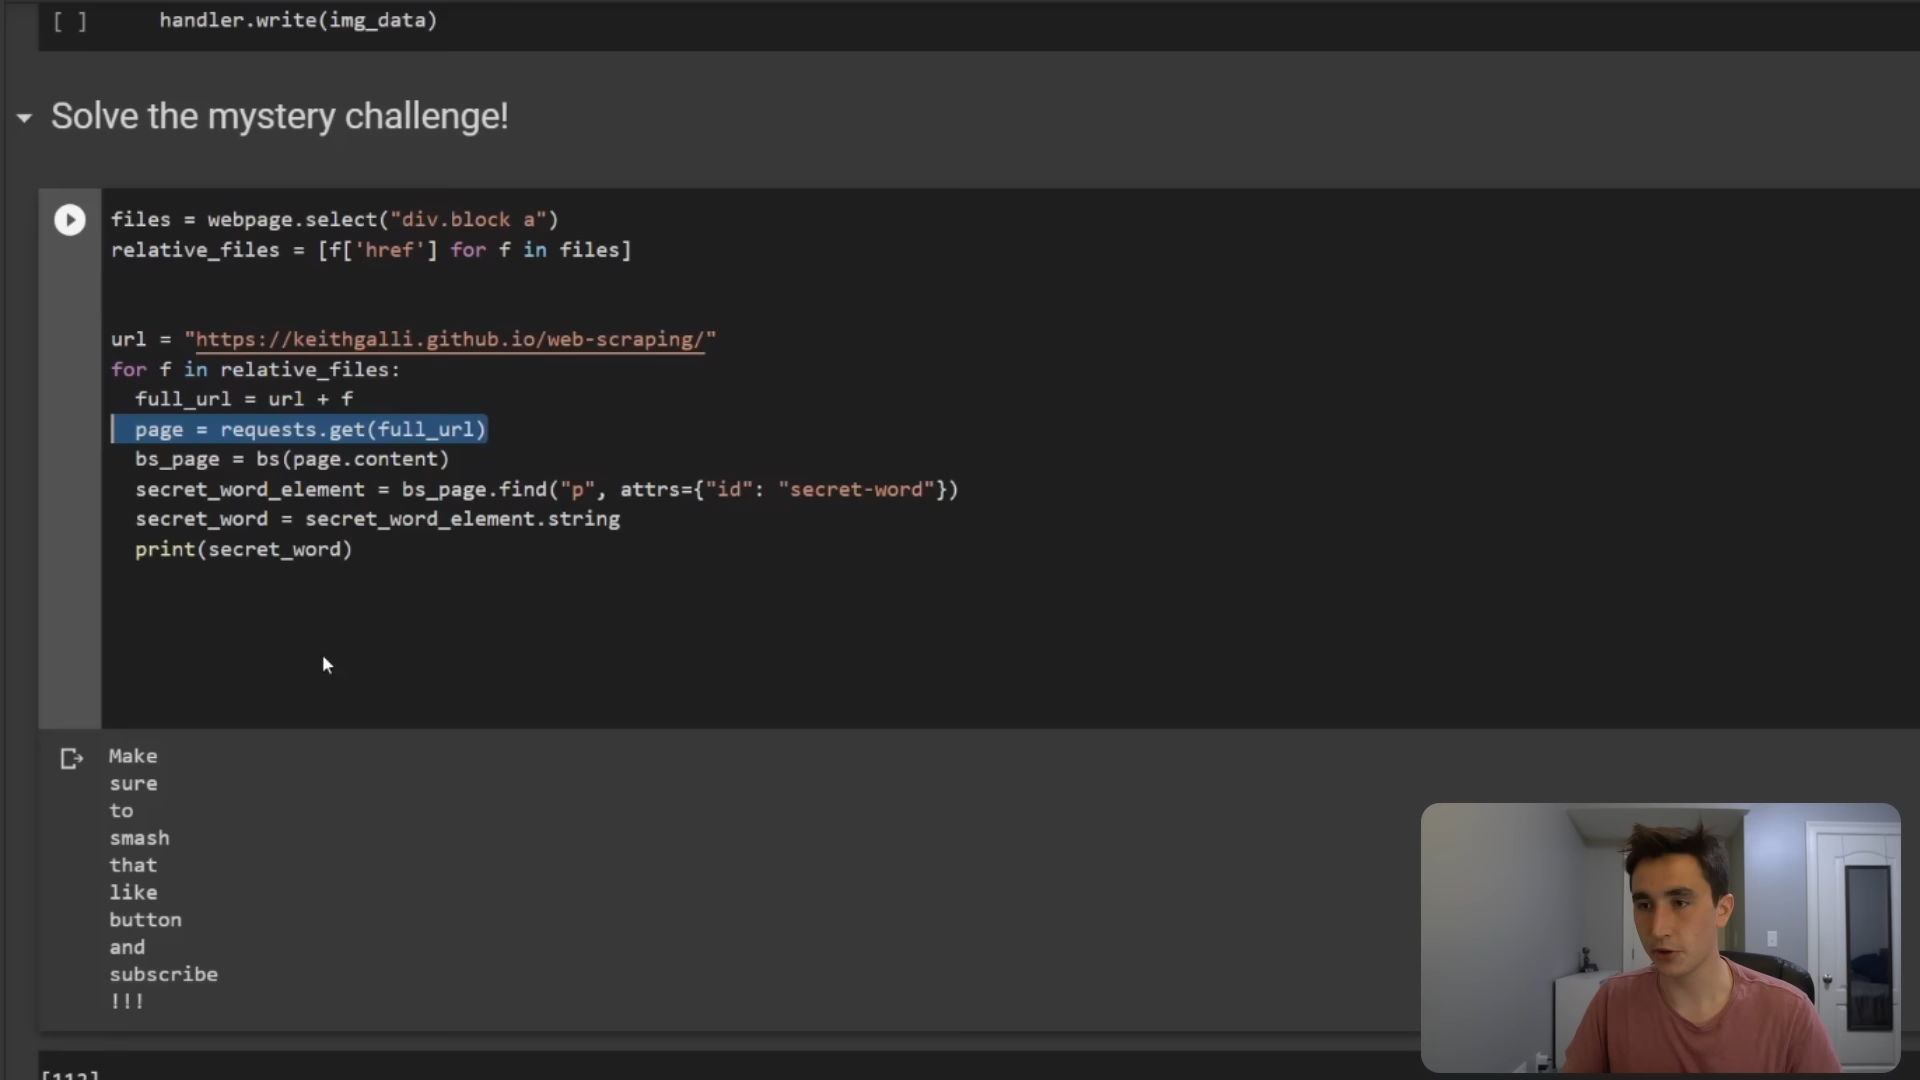 [ ] handler.write(img_data)
Solve the mystery challenge!
files = webpage.select("div.block a")
relative_files = [f['href'] for f in files]
url = "https://keithgalli.github.io/web-scraping/"
for f in relative_files:
full_url = url + f
page = requests.get(full_url)
bs_page = bs(page.content)
secret_word_element = bs_page.find("p", attrs={"id": "secret-word"})
secret_word = secret_word_element.string
print(secret_word)
Make
sure
to
smash
that
like
button
and
subscribe
!!!